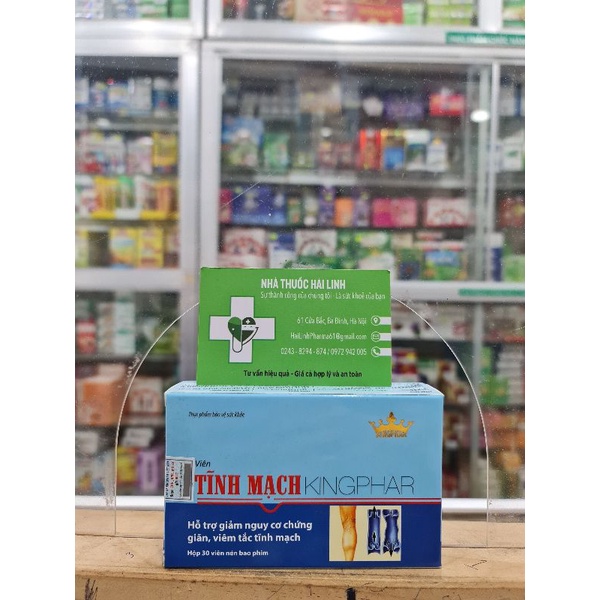 NHÀ THUỐC HẢI LINH
Sự thành công của chúng tôi - Là sức khoẻ của bạn
61 Cửa Bắc, Ba Đình, Hà Nội
HaiLinhPharma61@gmail.com
0243 - 8294 - 874 / 0972 942 005
Tư vấn hiệu quả - Giá cả hợp lý và an toàn
Thực phẩm bảo vệ sức khỏe
Viên
TĨNH MẠCH KINGPHAR
Hỗ trợ giảm nguy cơ chứng
giãn, viêm tắc tĩnh mạch
Hộp 30 viên nén bao phim